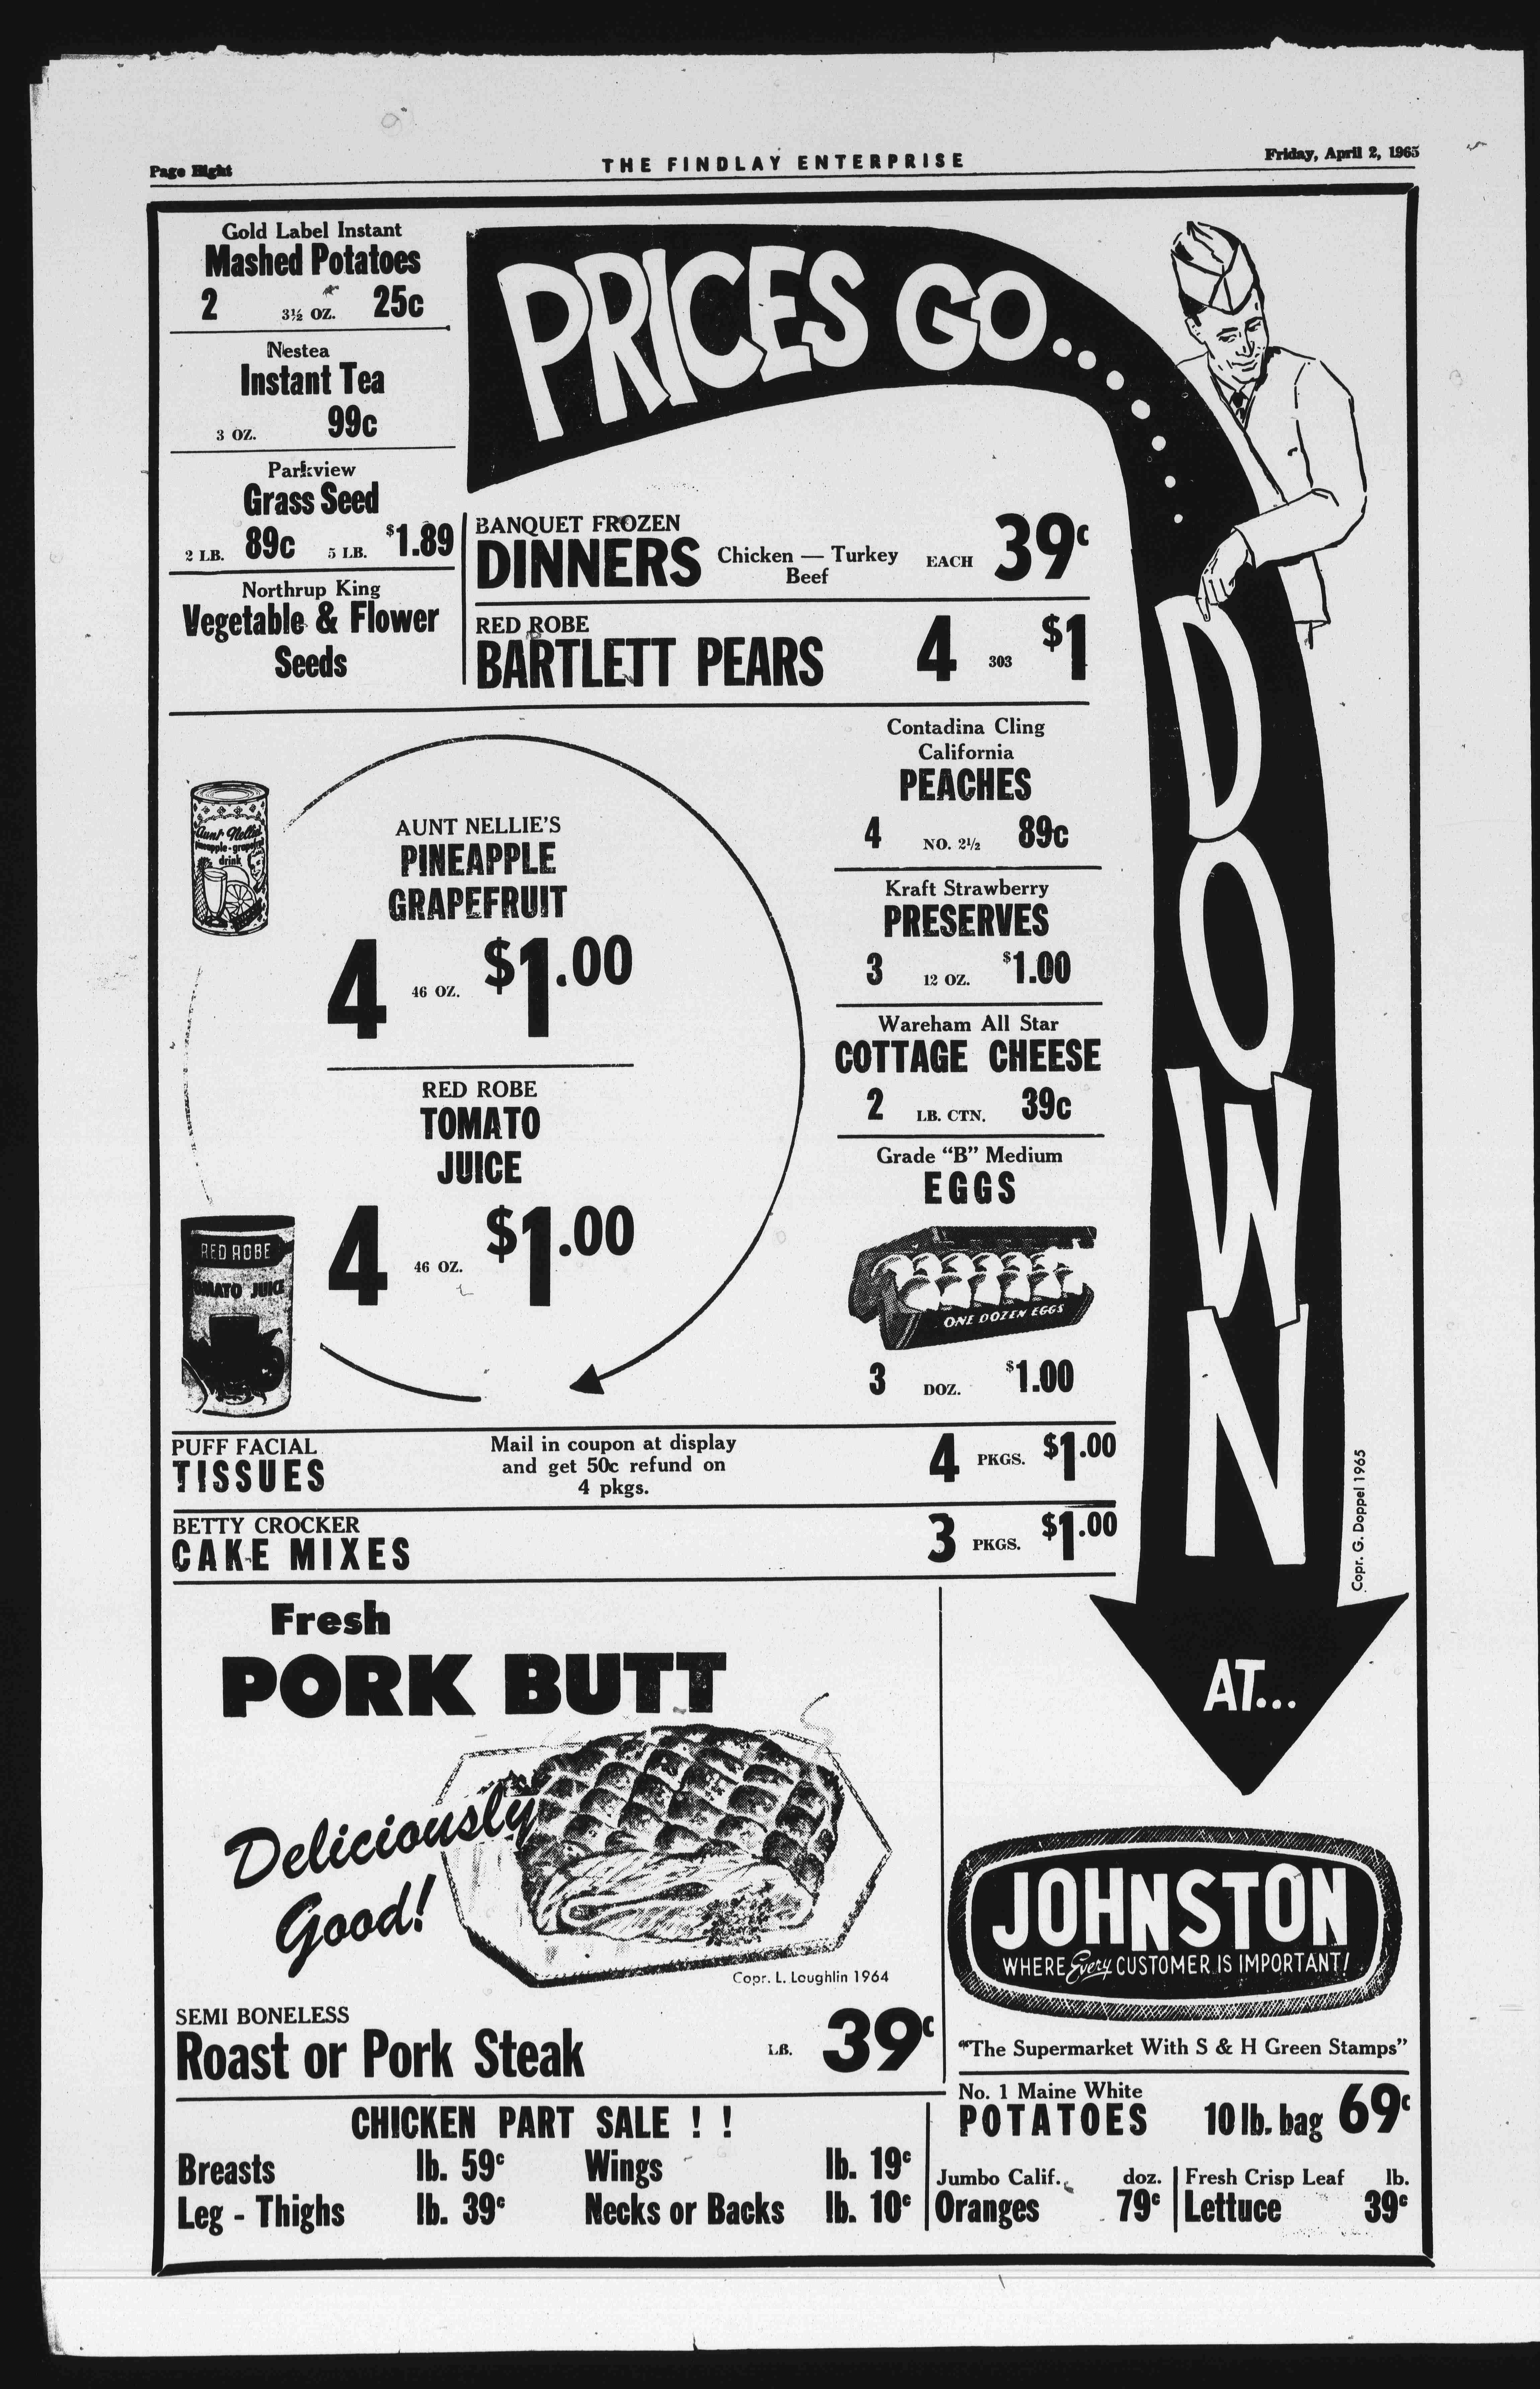 Page Eight
THE FINDLAY ENTERPRISE
Friday, April 2, 1965
Gold Label Instant
Mashed Potatoes
2 3½ OZ. 25c
Nestea
Instant Tea
3 OZ. 99c
Parkview
Grass Seed
2 LB. 89c 5 LB. $1.89
Northrup King
Vegetable & Flower
Seeds
PRICES GO.........
DOWN
AT...
BANQUET FROZEN
DINNERS Chicken — Turkey
Beef
EACH 39c
RED ROBE
BARTLETT PEARS 4 303 $1
Aunt Nellie's
pineapple-grapefruit
drink
AUNT NELLIE'S
PINEAPPLE
GRAPEFRUIT
4 46 OZ. $1.00
RED ROBE
TOMATO
JUICE
4 46 OZ. $1.00
RED ROBE
TOMATO JUICE
Contadina Cling
California
PEACHES
4 NO. 2½ 89c
Kraft Strawberry
PRESERVES
3 12 OZ. $1.00
Wareham All Star
COTTAGE CHEESE
2 LB. CTN. 39c
Grade “B” Medium
EGGS
ONE DOZEN EGGS
3 DOZ. $1.00
PUFF FACIAL
TISSUES
Mail in coupon at display
and get 50c refund on
4 pkgs.
4 PKGS. $1.00
BETTY CROCKER
CAKE MIXES 3 PKGS. $1.00
Copr. G. Doppel 1965
Fresh
PORK BUTT
Deliciously
Good!
Copr. L. Loughlin 1964
SEMI BONELESS
Roast or Pork Steak LB. 39c
JOHNSTON
WHERE Every CUSTOMER IS IMPORTANT!
“The Supermarket With S & H Green Stamps”
CHICKEN PART SALE ! !
Breasts lb. 59c Wings lb. 19c
Leg - Thighs lb. 39c Necks or Backs lb. 10c
No. 1 Maine White
POTATOES 10 lb. bag 69c
Jumbo Calif. doz.
Oranges 79c
Fresh Crisp Leaf lb.
Lettuce 39c